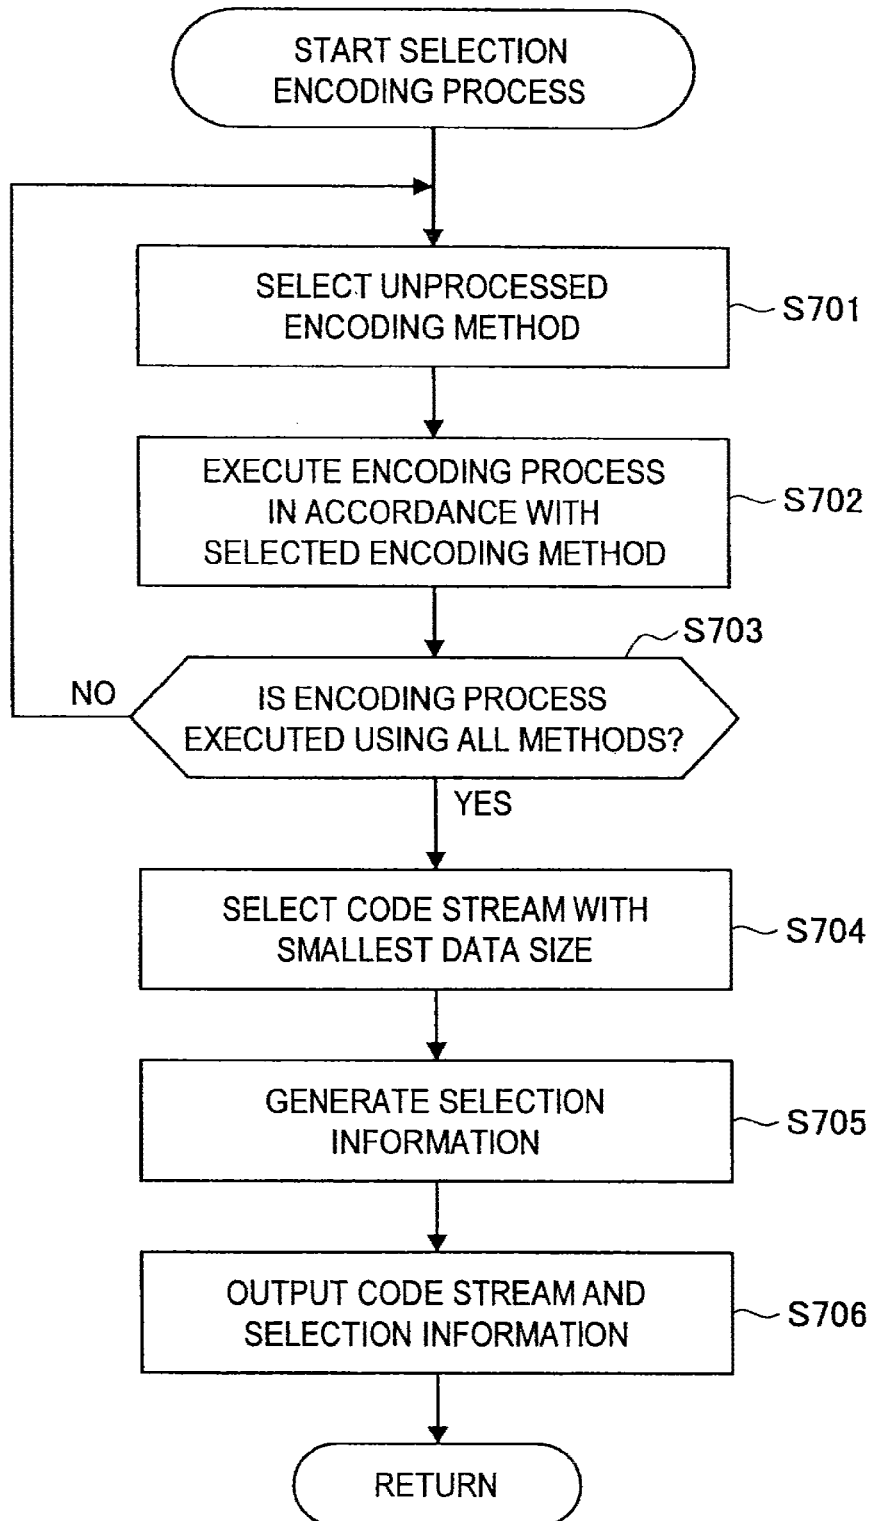 START SELECTION
ENCODING PROCESS
SELECT UNPROCESSED
ENCODING METHOD
S701
EXECUTE ENCODING PROCESS
IN ACCORDANCE WITH
SELECTED ENCODING METHOD
S702
S703
NO
IS ENCODING PROCESS
EXECUTED USING ALL METHODS?
YES
SELECT CODE STREAM WITH
SMALLEST DATA SIZE
S704
GENERATE SELECTION
INFORMATION
S705
OUTPUT CODE STREAM AND
SELECTION INFORMATION
S706
RETURN